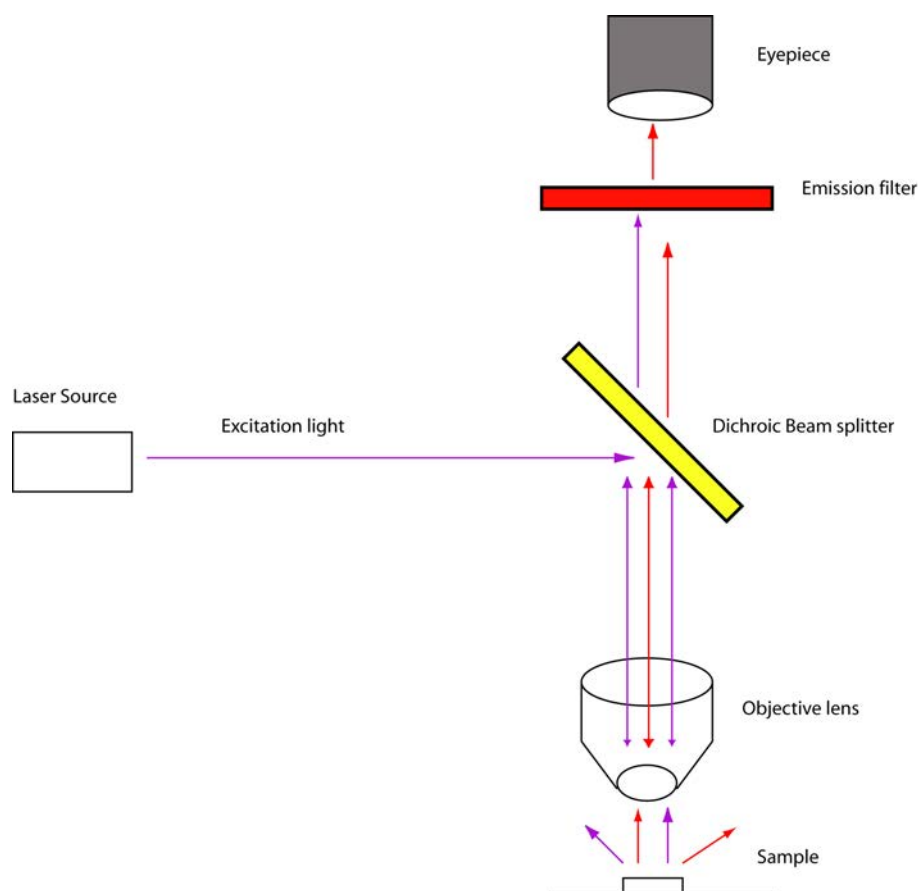 Eyepiece
Emission filter
Laser Source
Excitation light
Dichroic Beam splitter
Objective lens
Sample